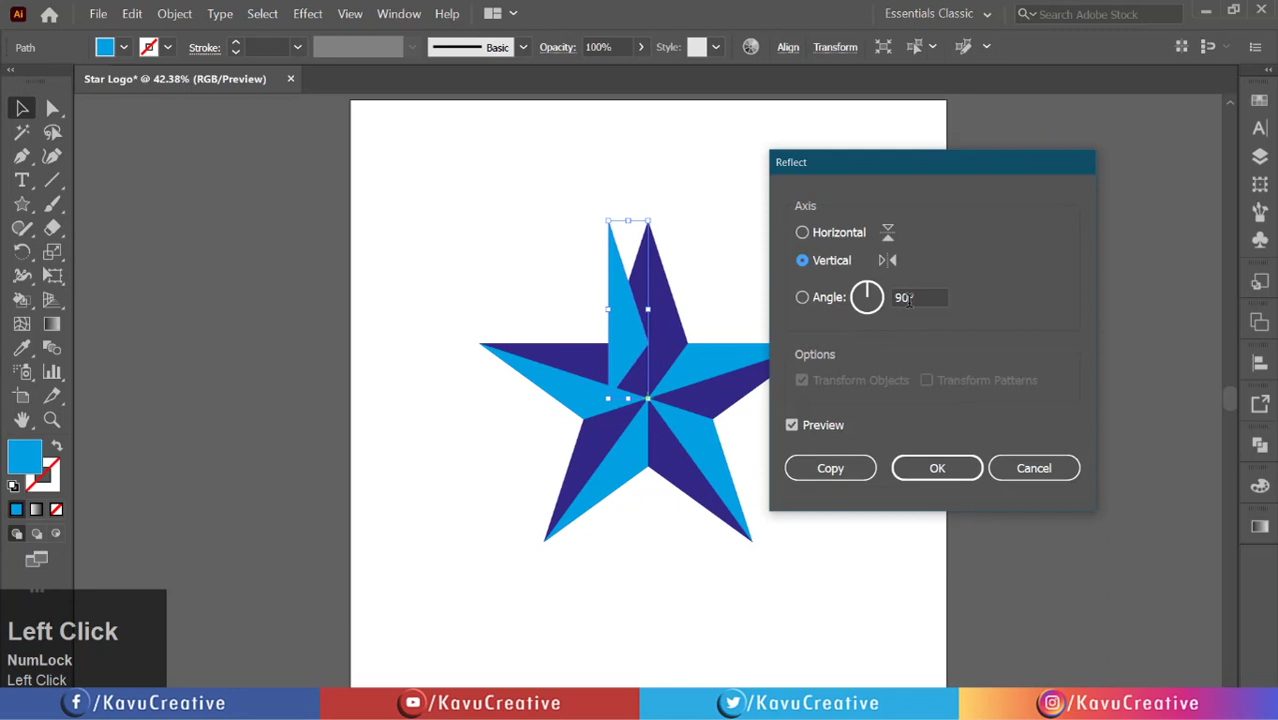 Ai File Edit Object Type Select Effect View Window Help Essentials Classic Search Adobe Stock
Path Stroke: Basic Opacity: 100% Style: Align Transform
Star Logo* @ 42.38% (RGB/Preview)
Reflect
Axis
Horizontal
Vertical
Angle: 90°
Options
Transform Objects Transform Patterns
Preview
Copy OK Cancel
Left Click
NumLock
Left Click
/KavuCreative /KavuCreative /KavuCreative /KavuCreative